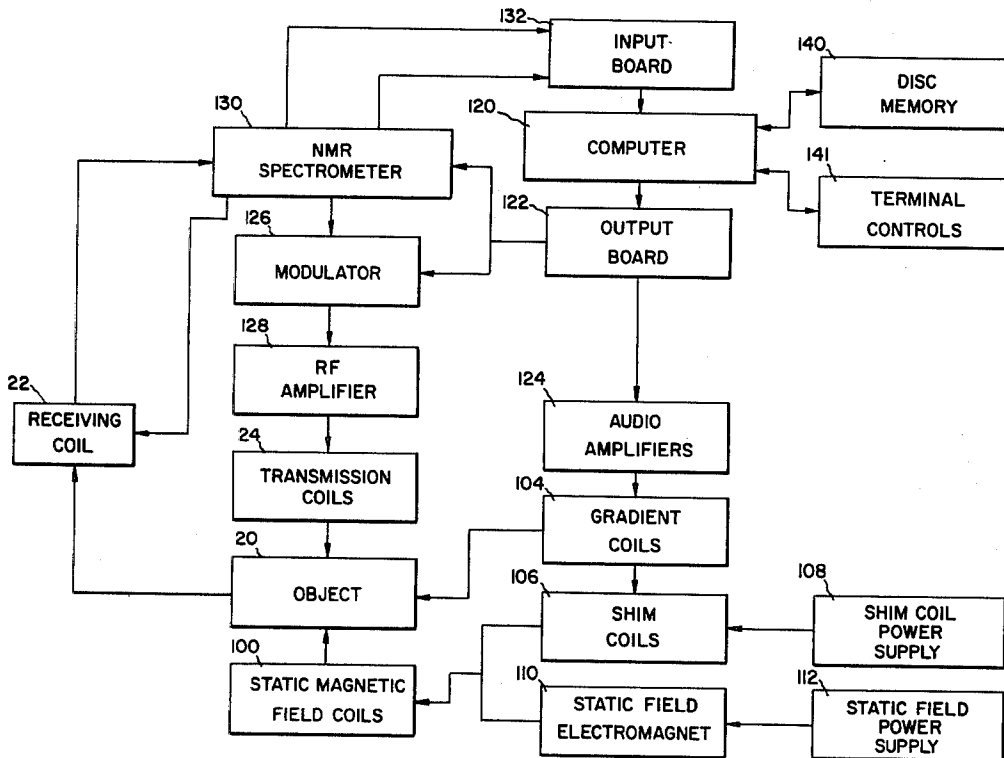 132
INPUT
BOARD
140
DISC
MEMORY
130
NMR
SPECTROMETER
120
COMPUTER
141
TERMINAL
CONTROLS
126
MODULATOR
122
OUTPUT
BOARD
128
RF
AMPLIFIER
22
RECEIVING
COIL
124
AUDIO
AMPLIFIERS
24
TRANSMISSION
COILS
104
GRADIENT
COILS
20
OBJECT
106
SHIM
COILS
108
SHIM COIL
POWER
SUPPLY
100
STATIC MAGNETIC
FIELD COILS
110
STATIC FIELD
ELECTROMAGNET
112
STATIC FIELD
POWER
SUPPLY